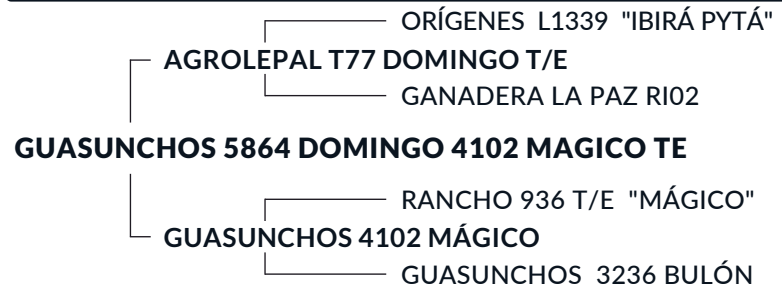 ORÍGENES L1339 "IBIRÁ PYTÁ"
AGROLEPAL T77 DOMINGO T/E
GANADERA LA PAZ RI02
GUASUNCHOS 5864 DOMINGO 4102 MAGICO TE
RANCHO 936 T/E "MÁGICO"
GUASUNCHOS 4102 MÁGICO
GUASUNCHOS 3236 BULÓN